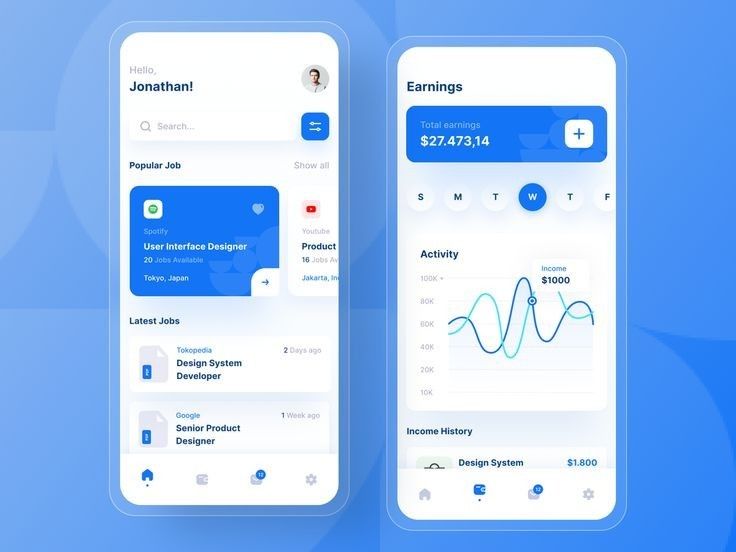 Hello,
Jonathan!
Search...
Popular Job
Show all
Spotify
User Interface Designer
20 Jobs Available
Tokyo, Japan
Youtube
Product
16 Jobs Av
Jakarta, In
Latest Jobs
Tokopedia
2 Days ago
Design System
Developer
PDF
Google
1 Week ago
Senior Product
Designer
PDF
12
Earnings
Total earnings
$27.473,14
S M T W T F
Activity
Income
$1000
100K
80K
60K
40K
20K
10K
Income History
Design System
$1.800
12